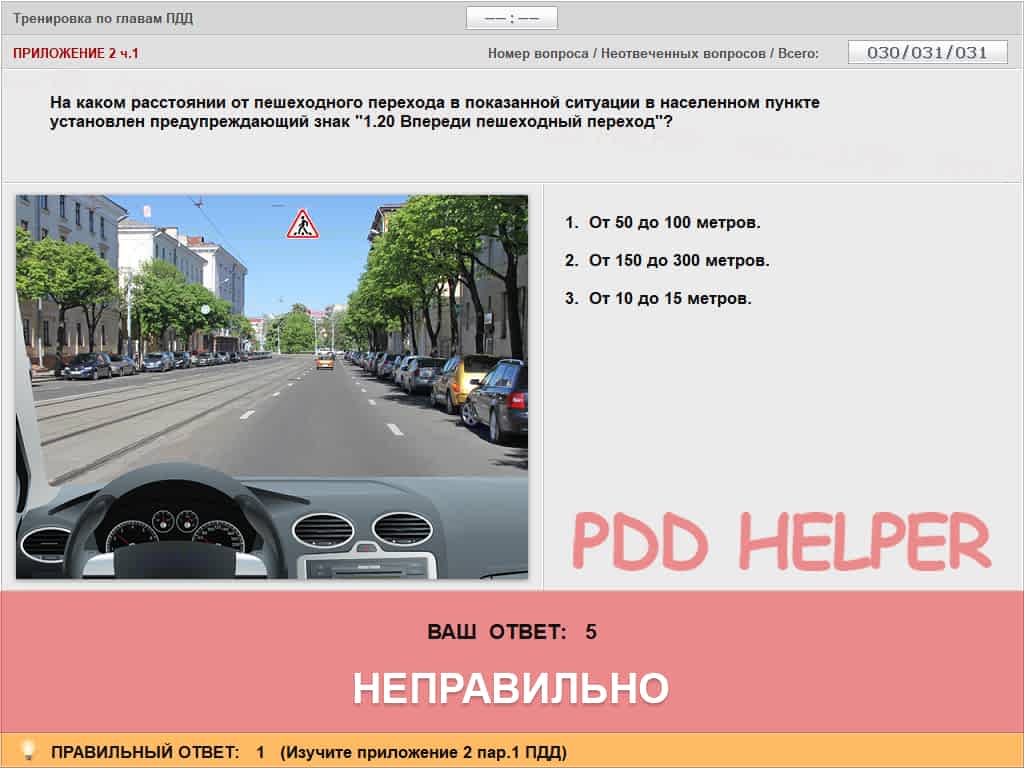 Тренировка по главам ПДД
—— : ——
ПРИЛОЖЕНИЕ 2 ч.1
Номер вопроса / Неотвеченных вопросов / Всего:
030/031/031
На каком расстоянии от пешеходного перехода в показанной ситуации в населенном пункте
установлен предупреждающий знак "1.20 Впереди пешеходный переход"?
1. От 50 до 100 метров.
2. От 150 до 300 метров.
3. От 10 до 15 метров.
PDD HELPER
ВАШ ОТВЕТ: 5
НЕПРАВИЛЬНО
ПРАВИЛЬНЫЙ ОТВЕТ: 1 (Изучите приложение 2 пар.1 ПДД)